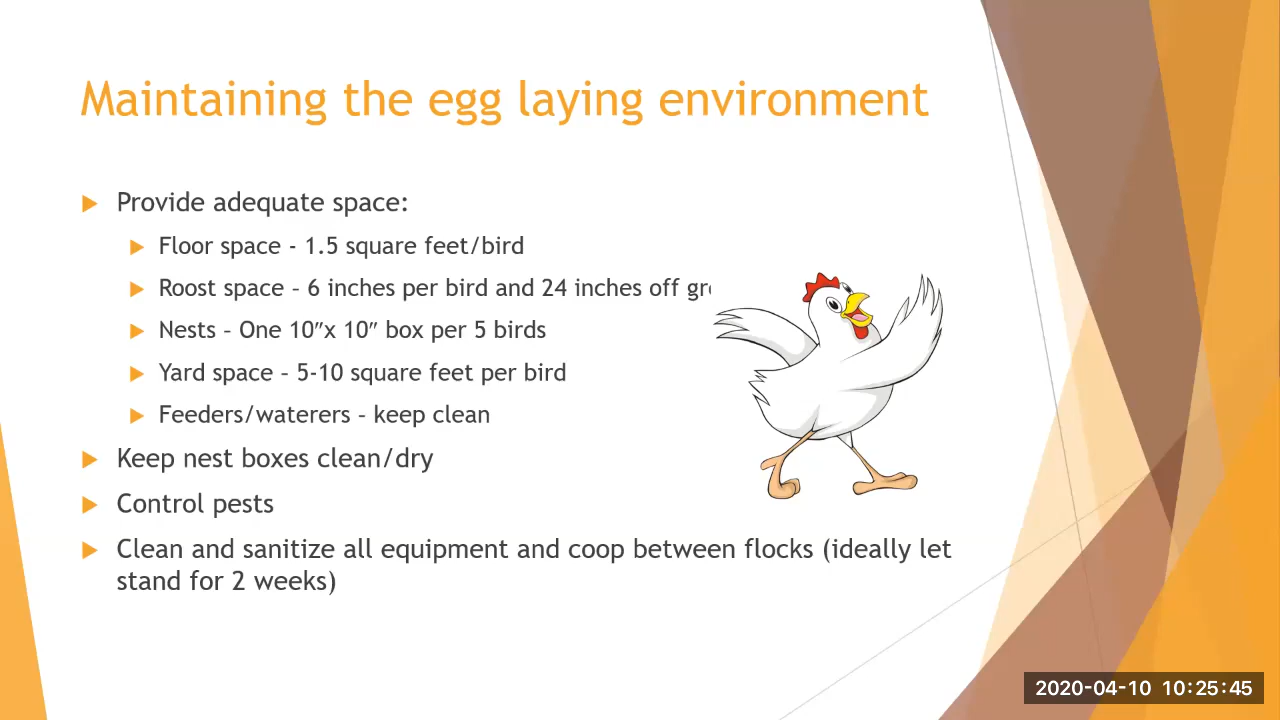 Maintaining the egg laying environment
Provide adequate space:
Floor space - 1.5 square feet/bird
Roost space – 6 inches per bird and 24 inches off
Nests – One 10″x 10″ box per 5 birds
Yard space – 5-10 square feet per bird
Feeders/waterers – keep clean
Keep nest boxes clean/dry
Control pests
Clean and sanitize all equipment and coop between flocks (ideally let
stand for 2 weeks)
2020-04-10 10:25:45